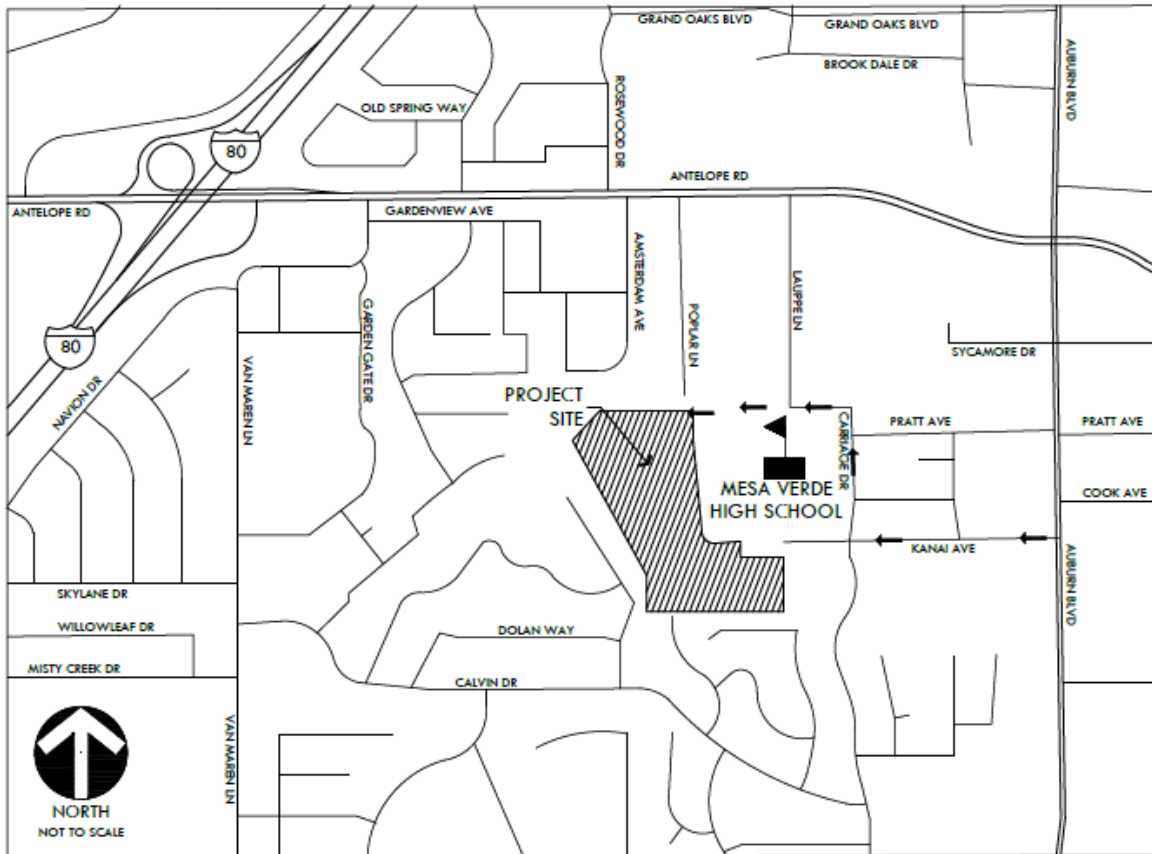 GRAND OAKS BLVD
GRAND OAKS BLVD
BROOK DALE DR
AUBURN BLVD
OLD SPRING WAY
ROSEWOOD DR
80
ANTELOPE RD
ANTELOPE RD
GARDENVIEW AVE
AMSTERDAM AVE
POPLAR LN
LAUPPE LN
GARDEN GATE DR
80
VAN MAREN LN
NAVION DR
SYCAMORE DR
PROJECT
SITE
CARRIAGE DR
PRATT AVE
PRATT AVE
MESA VERDE
HIGH SCHOOL
COOK AVE
KANAI AVE
AUBURN BLVD
SKYLANE DR
WILLOWLEAF DR
DOLAN WAY
MISTY CREEK DR
CALVIN DR
VAN MAREN LN
NORTH
NOT TO SCALE